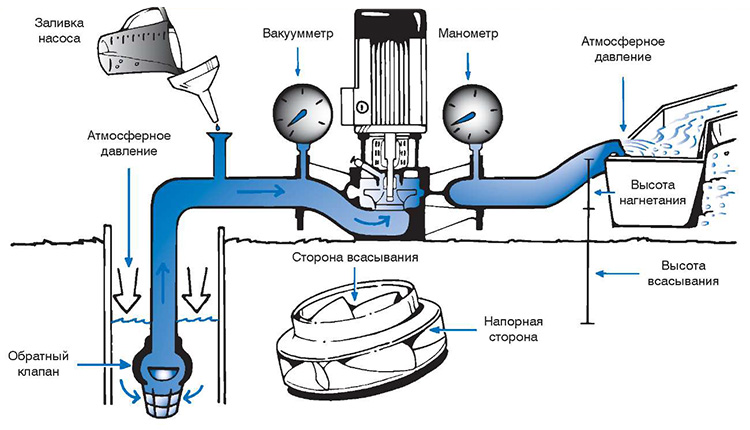 Заливка
насоса
Вакуумметр
Манометр
Атмосферное
давление
Атмосферное
давление
Высота
нагнетания
Сторона всасывания
Высота
всасывания
Напорная
сторона
Обратный
клапан